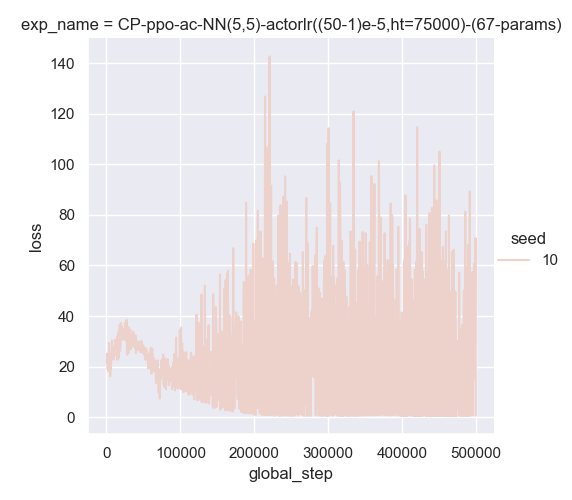 exp_name = CP-ppo-ac-NN(5,5)-actorlr((50-1)e-5,ht=75000)-(67-params)
140
120
100
80
60
40
20
0
loss
0 100000 200000 300000 400000 500000
global_step
seed
10